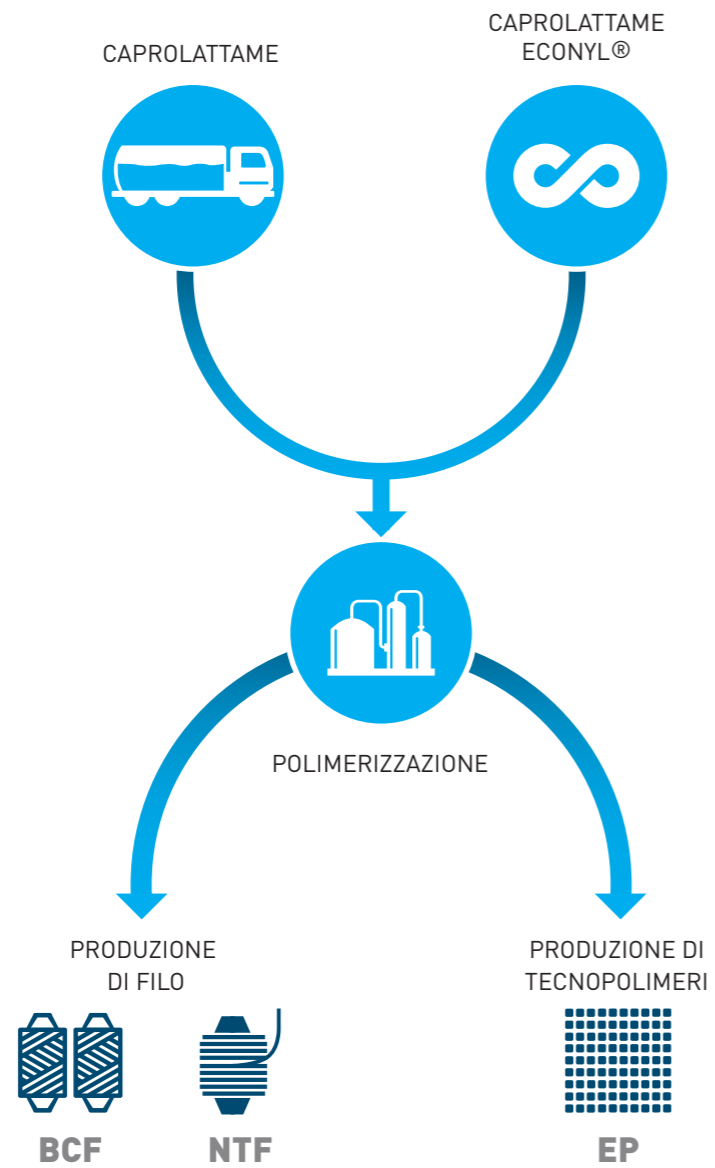 CAPROLATTAME
CAPROLATTAME
ECONYL®
POLIMERIZZAZIONE
PRODUZIONE
DI FILO
PRODUZIONE DI
TECNOPOLIMERI
BCF
NTF
EP